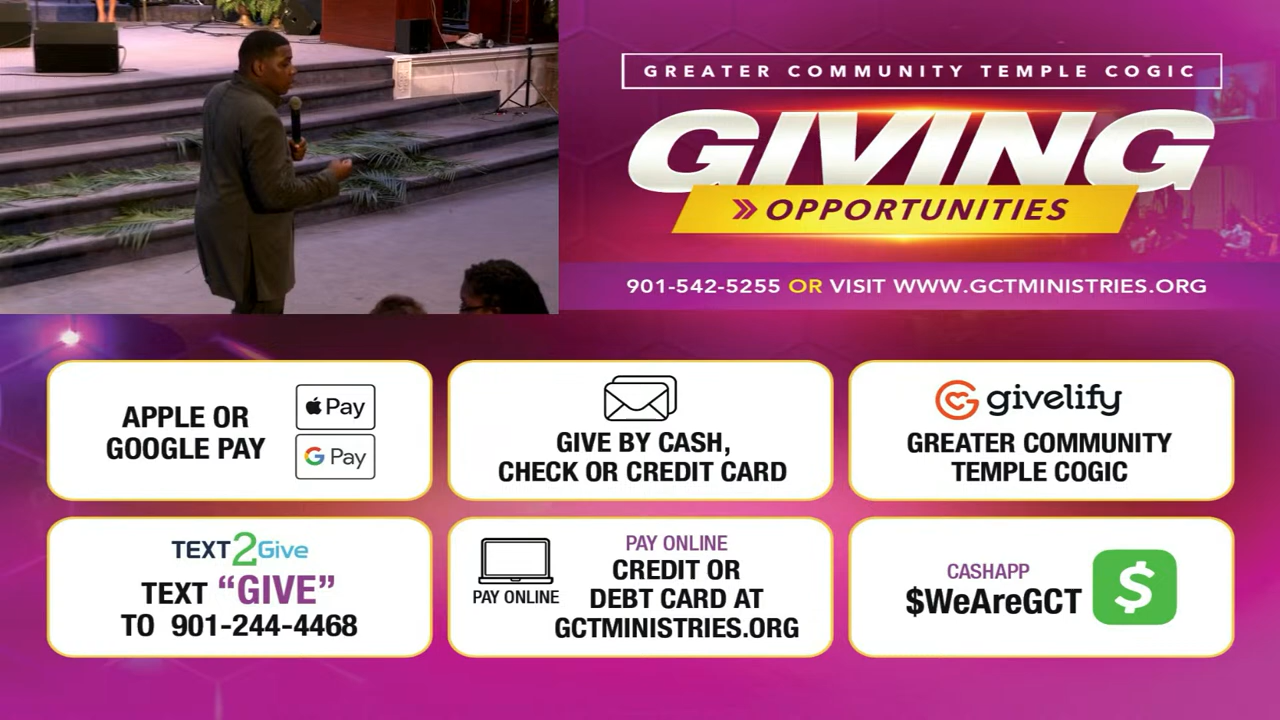 GREATER COMMUNITY TEMPLE COGIC
GIVING
OPPORTUNITIES
901-542-5255 OR VISIT WWW.GCTMINISTRIES.ORG
APPLE OR
GOOGLE PAY
Pay
G Pay
GIVE BY CASH,
CHECK OR CREDIT CARD
givelify
GREATER COMMUNITY
TEMPLE COGIC
TEXT2Give
TEXT “GIVE”
TO 901-244-4468
PAY ONLINE
PAY ONLINE
CREDIT OR
DEBT CARD AT
GCTMINISTRIES.ORG
CASHAPP
$WeAreGCT
$